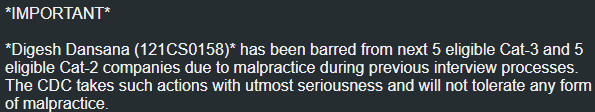 *IMPORTANT*
*Digesh Dansana (121CS0158)* has been barred from next 5 eligible Cat-3 and 5
eligible Cat-2 companies due to malpractice during previous interview processes.
The CDC takes such actions with utmost seriousness and will not tolerate any form
of malpractice.